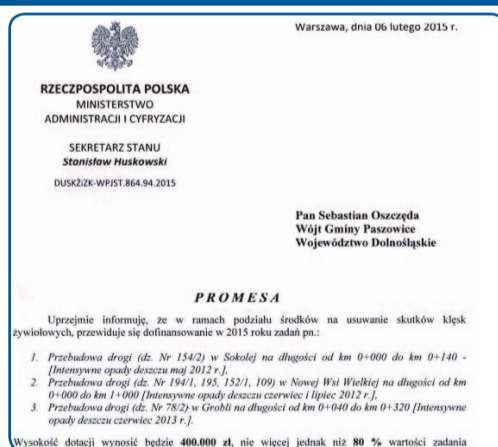 Warszawa, dnia 06 lutego 2015 r.
RZECZPOSPOLITA POLSKA
MINISTERSTWO
ADMINISTRACJI I CYFRYZACJI
SEKRETARZ STANU
Stanisław Huskowski
DUSKŻiZK-WPJST.864.94.2015
Pan Sebastian Oszczęda
Wójt Gminy Paszowice
Województwo Dolnośląskie
PROMESA
Uprzejmie informuję, że w ramach podziału środków na usuwanie skutków klęsk
żywiołowych, przewiduje się dofinansowanie w 2015 roku zadań pn.:
1. Przebudowa drogi (dz. Nr 154/2) w Sokolej na długości od km 0+000 do km 0+140 -
[Intensywne opady deszczu maj 2012 r.],
2. Przebudowa drogi (dz. Nr 194/1, 195, 152/1, 109) w Nowej Wsi Wielkiej na długości od km
0+000 do km 1+000 [Intensywne opady deszczu czerwiec i lipiec 2012 r.],
3. Przebudowa drogi (dz. Nr 78/2) w Grobli na długości od km 0+040 do km 0+320 [Intensywne
opady deszczu czerwiec 2013 r.].
Wysokość dotacji wynosić będzie 400.000 zł, nie więcej jednak niż 80 % wartości zadania